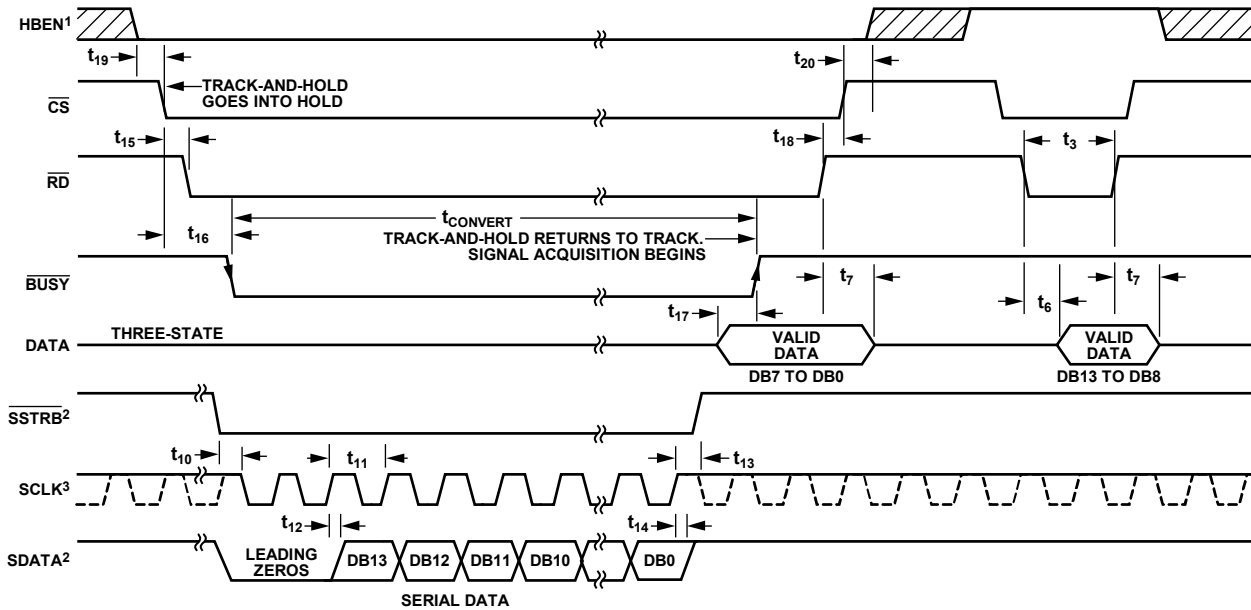 HBEN1
t19
t20
TRACK-AND-HOLD
GOES INTO HOLD
CS
t15
t18
t3
RD
tCONVERT
t16
TRACK-AND-HOLD RETURNS TO TRACK.
SIGNAL ACQUISITION BEGINS
BUSY
t7
t7
t6
t17
THREE-STATE
DATA
VALID
DATA
VALID
DATA
DB7 TO DB0
DB13 TO DB8
SSTRB2
t10
t11
t13
SCLK3
t12
t14
SDATA2
LEADING
ZEROS
DB13
DB12
DB11
DB10
DB0
SERIAL DATA